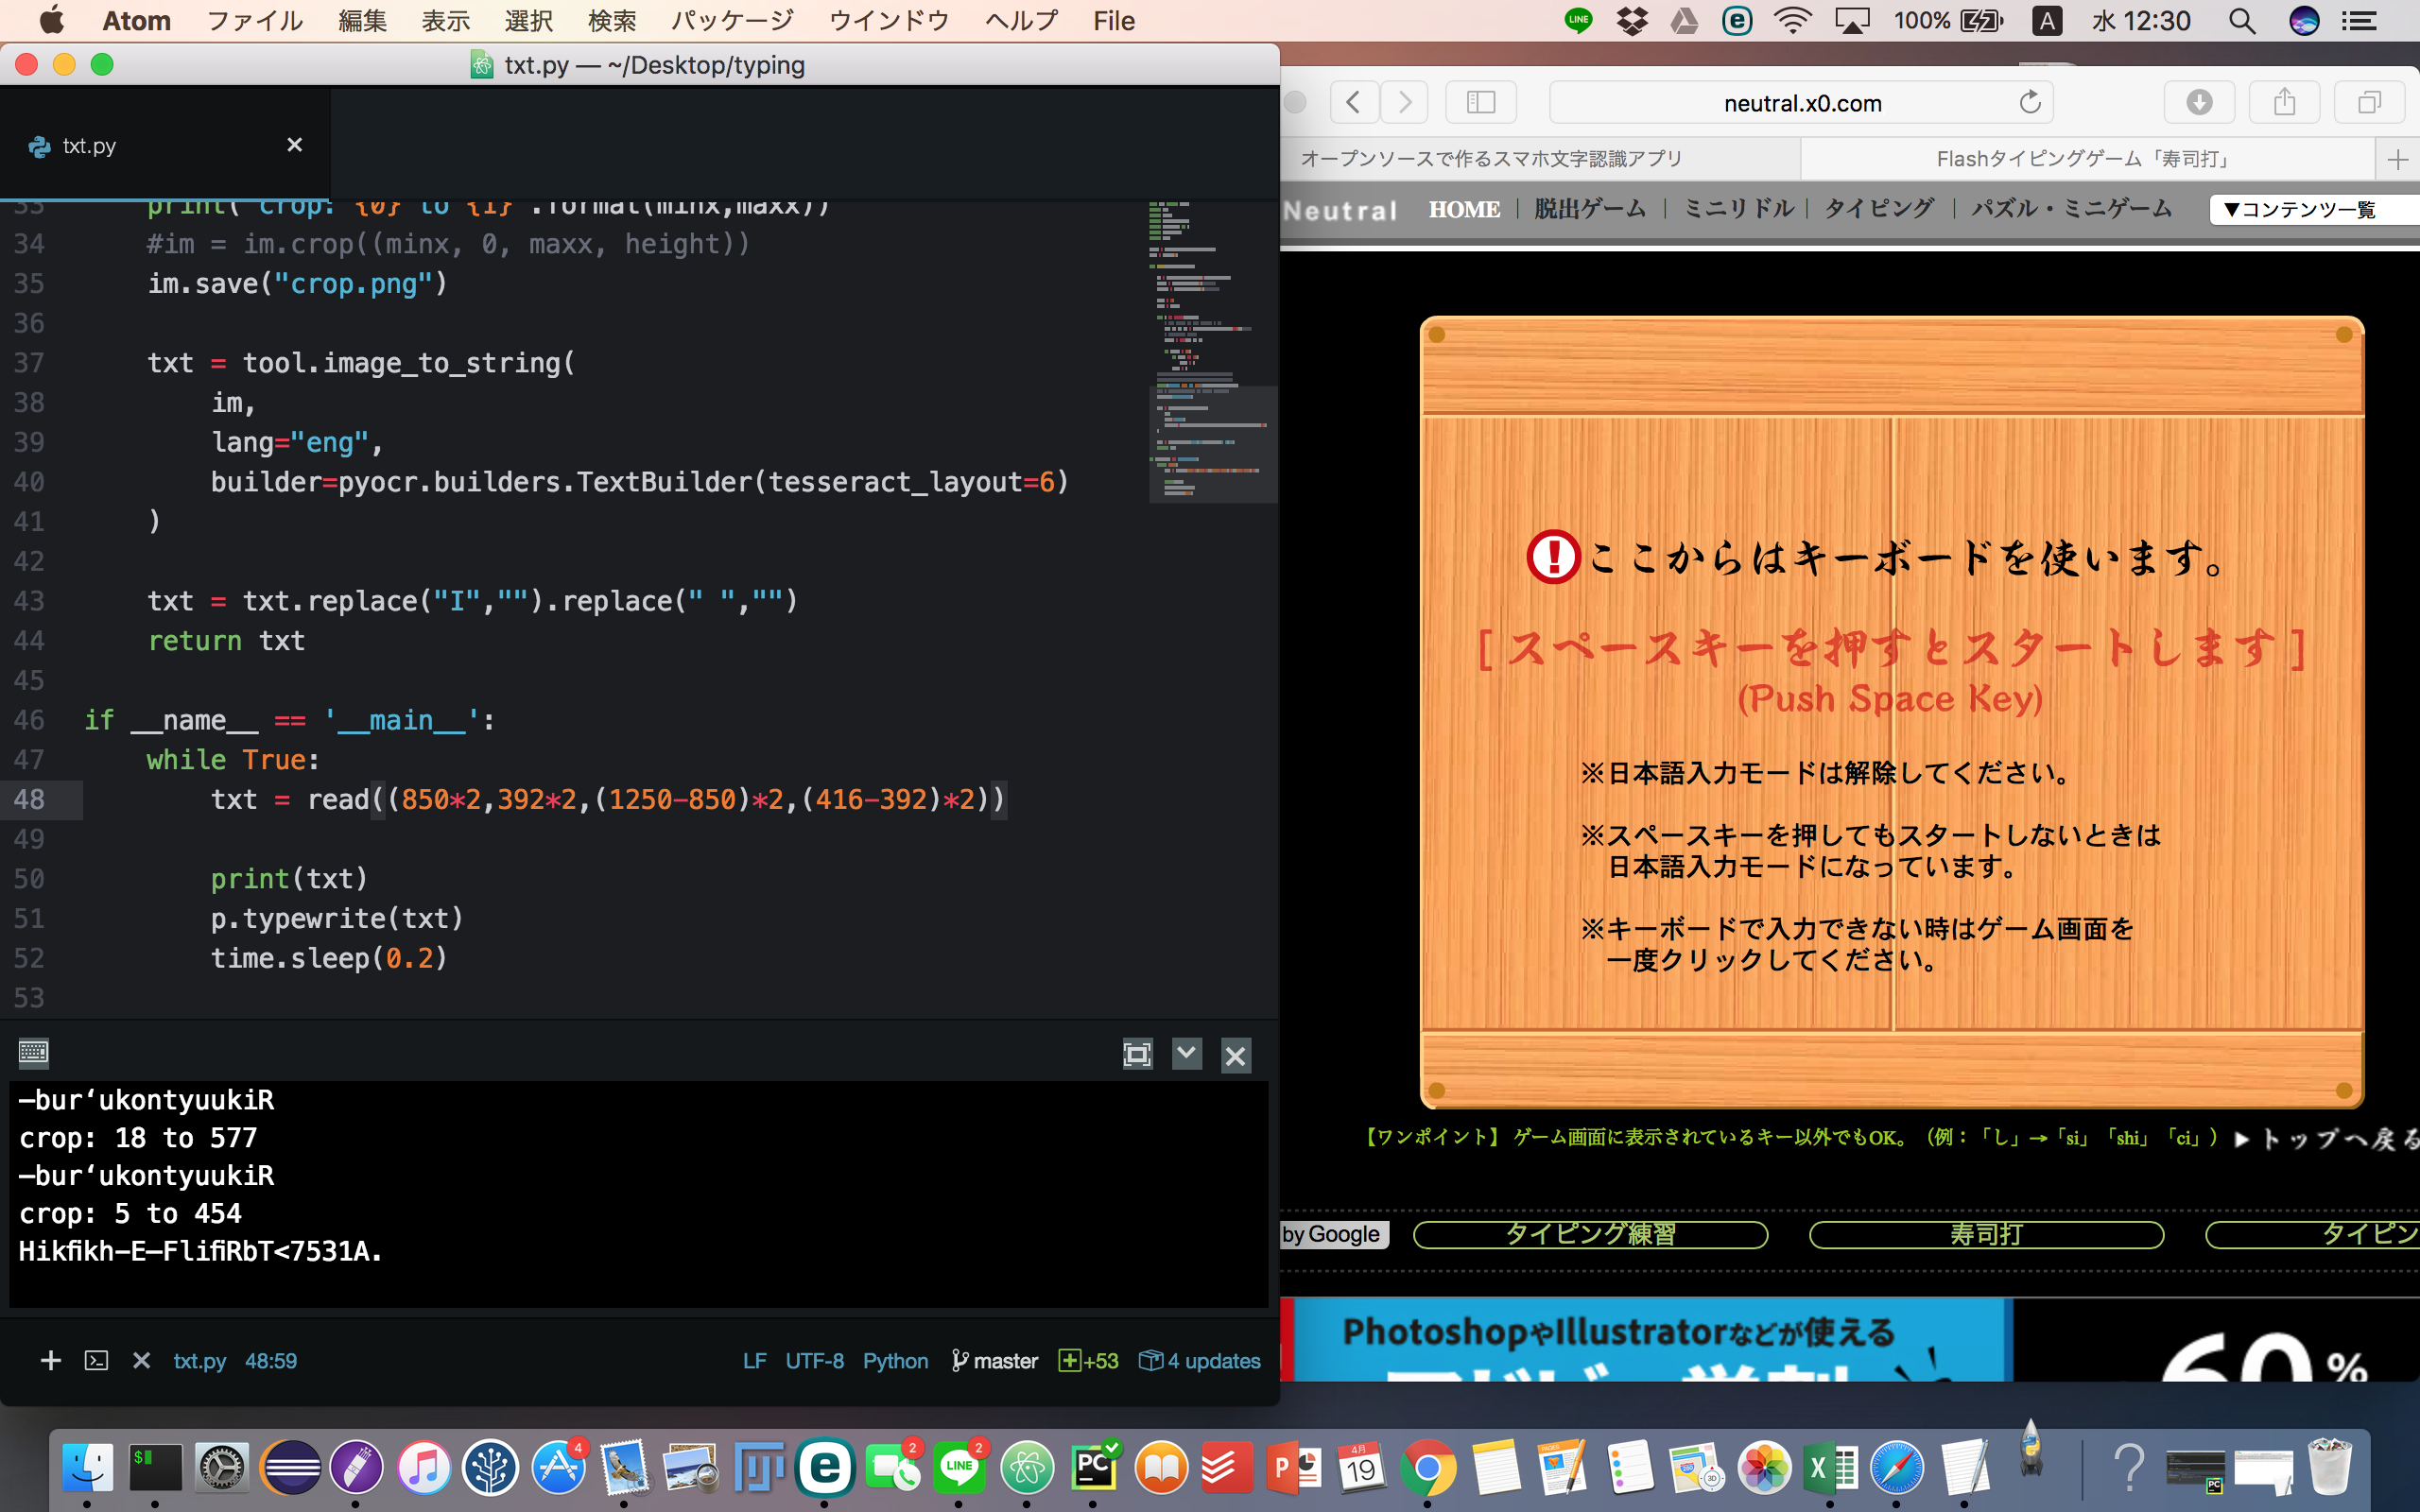 Atom ファイル 編集 表示 選択 検索 パッケージ ウインドウ ヘルプ File
LINE 100% A 水 12:30
txt.py — ~/Desktop/typing
txt.py
33 print("crop: {0} to {1}".format(minx,maxx))
34 #im = im.crop((minx, 0, maxx, height))
35 im.save("crop.png")
36
37 txt = tool.image_to_string(
38 im,
39 lang="eng",
40 builder=pyocr.builders.TextBuilder(tesseract_layout=6)
41 )
42
43 txt = txt.replace("I","").replace(" ","")
44 return txt
45
46 if __name__ == '__main__':
47 while True:
48 txt = read((850*2,392*2,(1250-850)*2,(416-392)*2))
49
50 print(txt)
51 p.typewrite(txt)
52 time.sleep(0.2)
53
—bur‘ukontyuukiR
crop: 18 to 577
—bur‘ukontyuukiR
crop: 5 to 454
Hikfikh—E—FlifiRbT<7531A.
txt.py 48:59 LF UTF-8 Python master +53 4 updates
neutral.x0.com
オープンソースで作るスマホ文字認識アプリ
Flashタイピングゲーム「寿司打」
Neutral HOME | 脱出ゲーム | ミニリドル | タイピング | パズル・ミニゲーム ▼コンテンツ一覧
ここからはキーボードを使います。
[ スペースキーを押すとスタートします ]
(Push Space Key)
※日本語入力モードは解除してください。
※スペースキーを押してもスタートしないときは
日本語入力モードになっています。
※キーボードで入力できない時はゲーム画面を
一度クリックしてください。
【ワンポイント】 ゲーム画面に表示されているキー以外でもOK。（例：「し」→「si」「shi」「ci」） ▶トップへ戻る
by Google タイピング練習 寿司打 タイピン
PhotoshopやIllustratorなどが使える
60%
$ 4 e 2 LINE 2 PC P 4月 19 PAGES 3D X ? PC